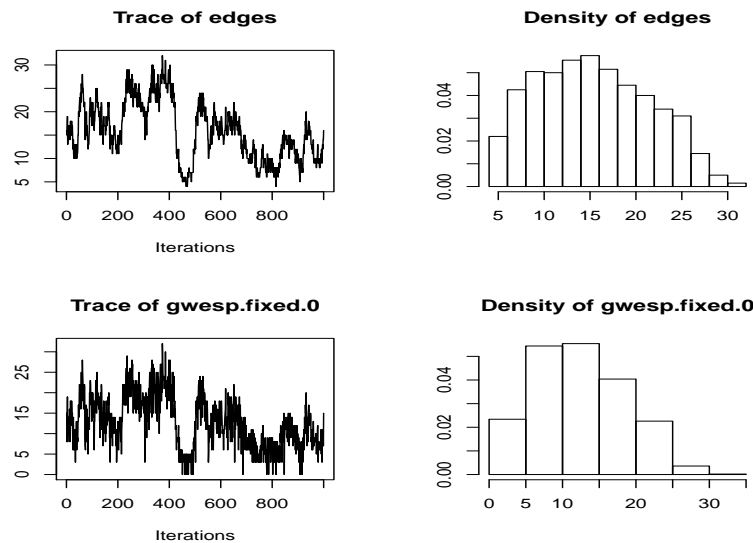 Trace of edges
30
20
10
5
0 200 400 600 800
Iterations
Density of edges
0.04
0.02
0.00
5 10 15 20 25 30
Trace of gwesp.fixed.0
25
15
5
0
0 200 400 600 800
Iterations
Density of gwesp.fixed.0
0.04
0.02
0.00
0 5 10 20 30